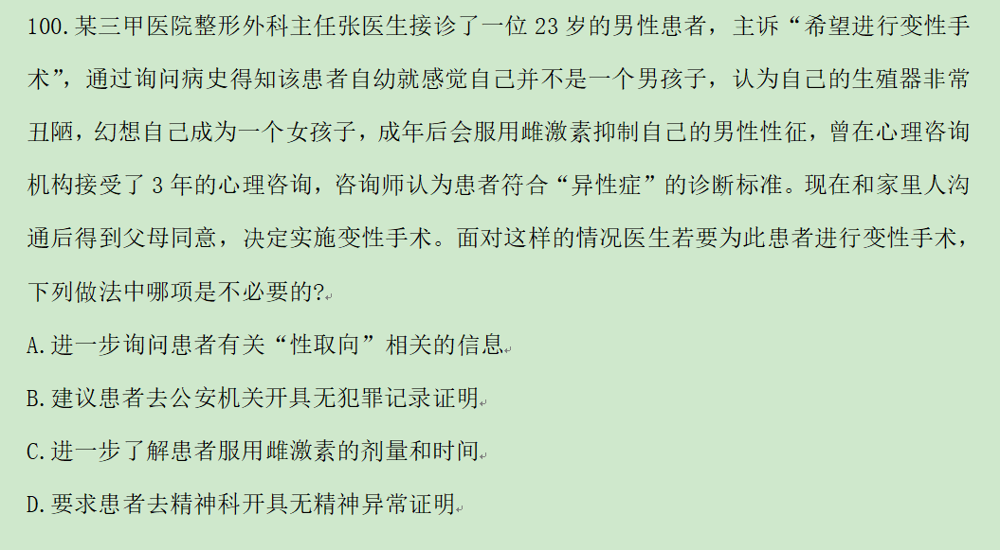 100.某三甲医院整形外科主任张医生接诊了一位 23 岁的男性患者，主诉“希望进行变性手
术”，通过询问病史得知该患者自幼就感觉自己并不是一个男孩子，认为自己的生殖器非常
丑陋，幻想自己成为一个女孩子，成年后会服用雌激素抑制自己的男性性征，曾在心理咨询
机构接受了 3 年的心理咨询，咨询师认为患者符合“异性症”的诊断标准。现在和家里人沟
通后得到父母同意，决定实施变性手术。面对这样的情况医生若要为此患者进行变性手术，
下列做法中哪项是不必要的?
A.进一步询问患者有关“性取向”相关的信息
B.建议患者去公安机关开具无犯罪记录证明
C.进一步了解患者服用雌激素的剂量和时间
D.要求患者去精神科开具无精神异常证明